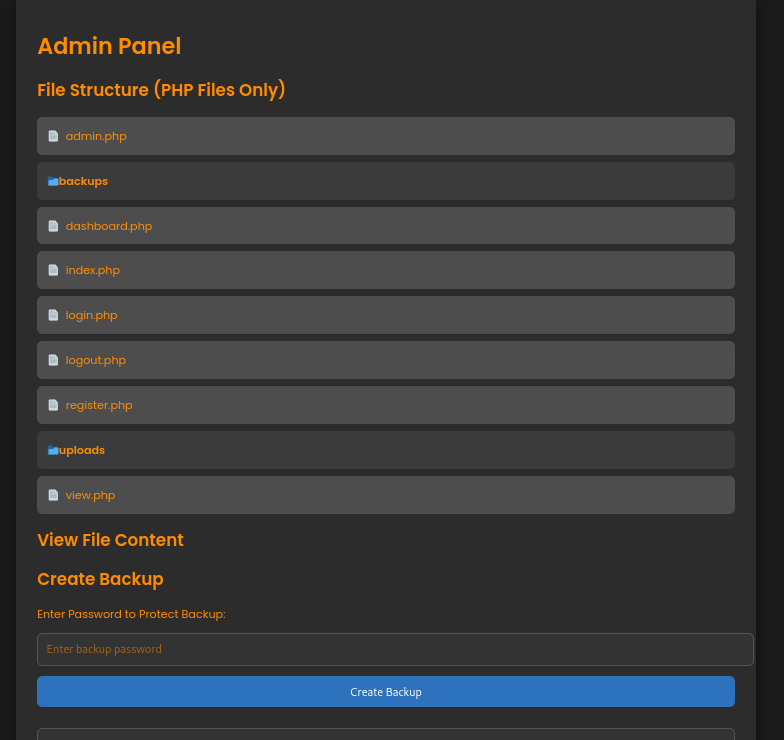 Admin Panel
File Structure (PHP Files Only)
admin.php
backups
dashboard.php
index.php
login.php
logout.php
register.php
uploads
view.php
View File Content
Create Backup
Enter Password to Protect Backup:
Enter backup password
Create Backup